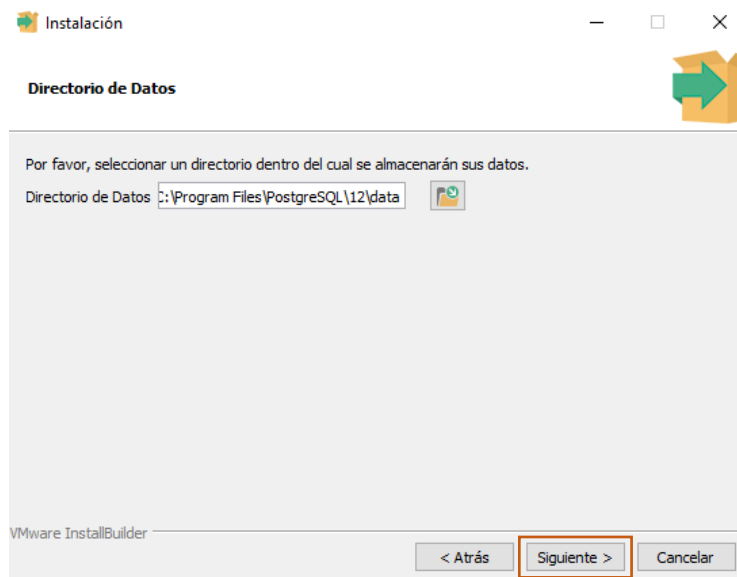 Instalación
Directorio de Datos
Por favor, seleccionar un directorio dentro del cual se almacenarán sus datos.
Directorio de Datos :\Program Files\PostgreSQL\12\data
VMware InstallBuilder
< Atrás Siguiente > Cancelar